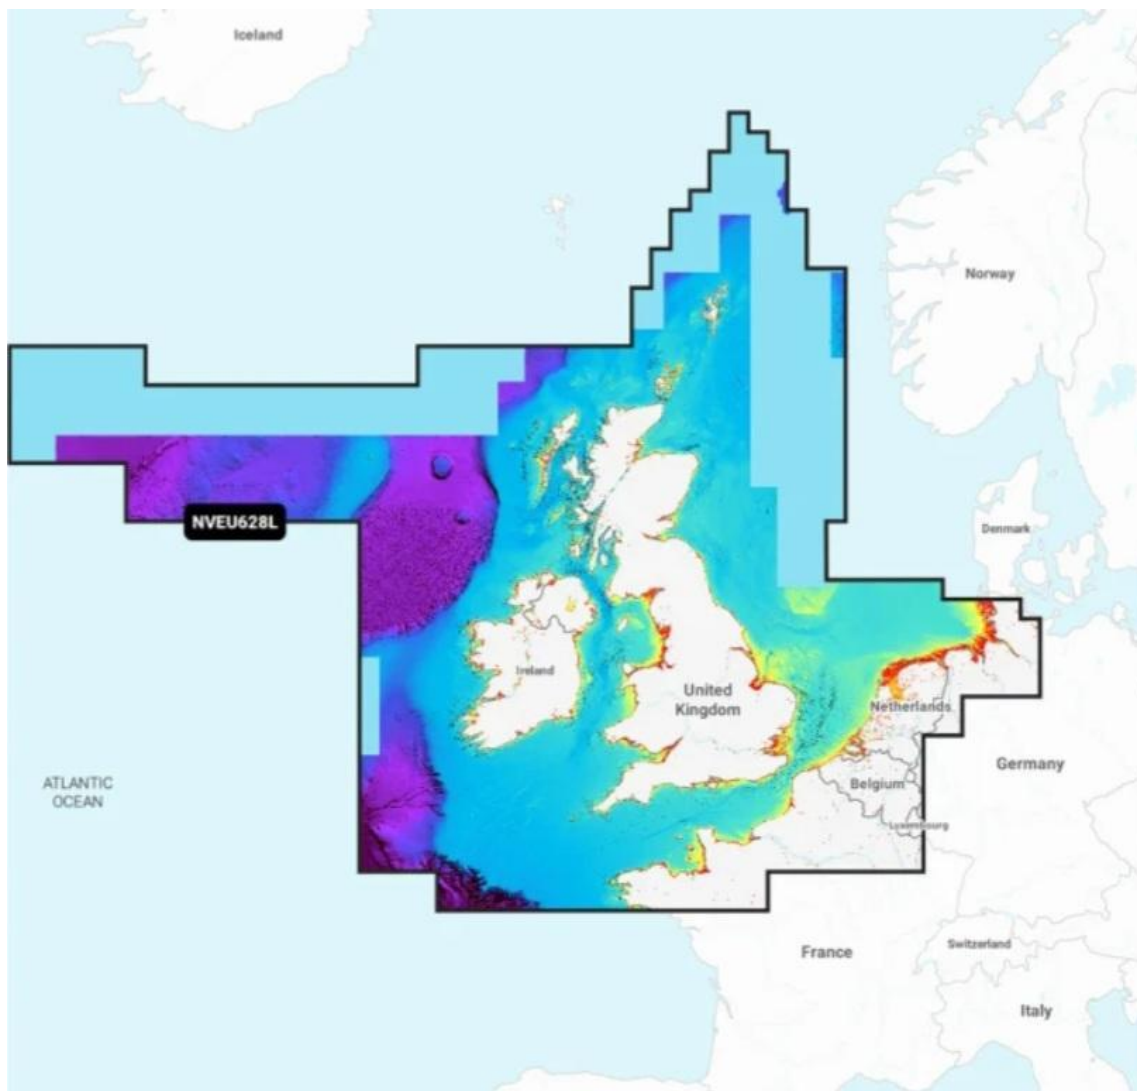 Iceland
Norway
NVEU628L
Denmark
Ireland
United
Kingdom
Netherlands
ATLANTIC
OCEAN
Germany
Belgium
Luxembourg
France
Switzerland
Italy